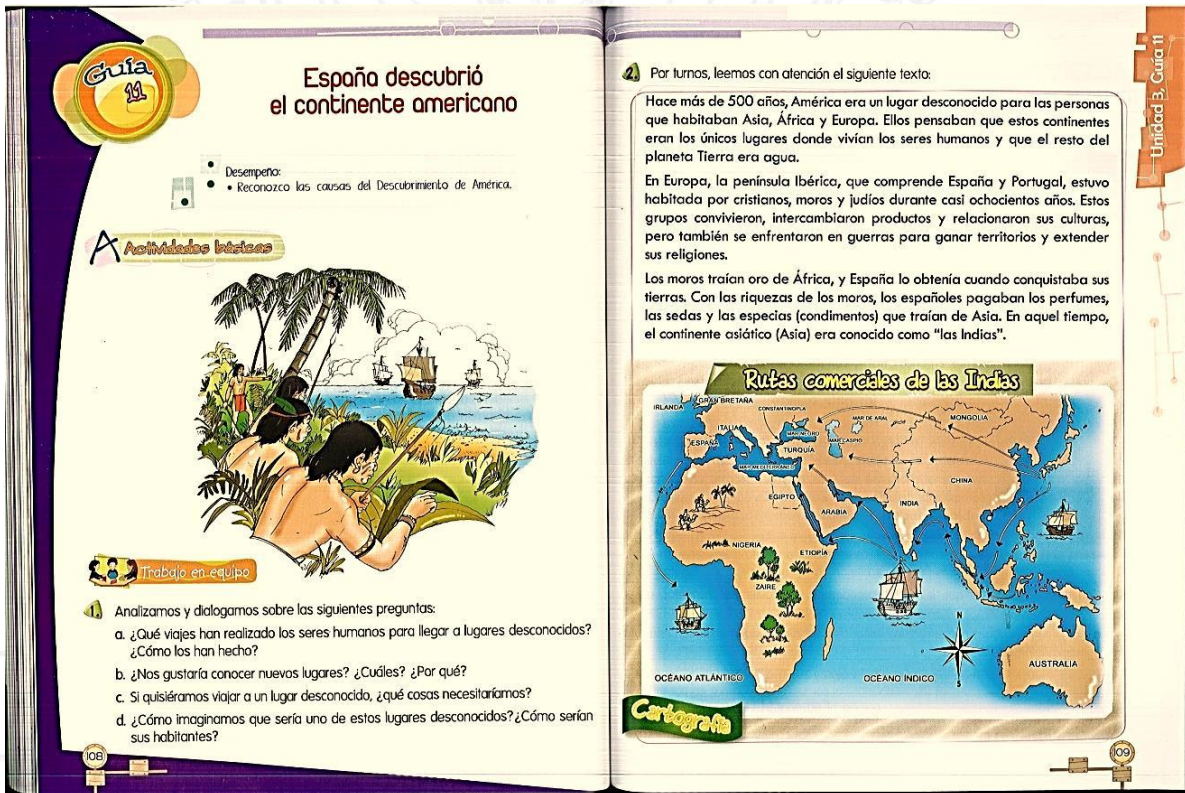 Guía
11
España descubrió
el continente americano
Desempeño:
• Reconozco las causas del Descubrimiento de América.
A Actividades básicas
Trabajo en equipo
1. Analizamos y dialogamos sobre las siguientes preguntas:
a. ¿Qué viajes han realizado los seres humanos para llegar a lugares desconocidos?
¿Cómo los han hecho?
b. ¿Nos gustaría conocer nuevos lugares? ¿Cuáles? ¿Por qué?
c. Si quisiéramos viajar a un lugar desconocido, ¿qué cosas necesitaríamos?
d. ¿Cómo imaginamos que sería uno de estos lugares desconocidos?¿Cómo serían
sus habitantes?
108
Unidad 3, Guía 11
2. Por turnos, leemos con atención el siguiente texto:
Hace más de 500 años, América era un lugar desconocido para las personas
que habitaban Asia, África y Europa. Ellos pensaban que estos continentes
eran los únicos lugares donde vivían los seres humanos y que el resto del
planeta Tierra era agua.
En Europa, la península Ibérica, que comprende España y Portugal, estuvo
habitada por cristianos, moros y judíos durante casi ochocientos años. Estos
grupos convivieron, intercambiaron productos y relacionaron sus culturas,
pero también se enfrentaron en guerras para ganar territorios y extender
sus religiones.
Los moros traían oro de África, y España lo obtenía cuando conquistaba sus
tierras. Con las riquezas de los moros, los españoles pagaban los perfumes,
las sedas y las especias (condimentos) que traían de Asia. En aquel tiempo,
el continente asiático (Asia) era conocido como "las Indias".
Rutas comerciales de las Indias
IRLANDA
GRAN BRETAÑA
CONSTANTINOPLA
MAR DE ARAL
MONGOLIA
ITALIA
MAR NEGRO
ESPAÑA
MAR CASPIO
TURQUÍA
MAR MEDITERRÁNEO
CHINA
EGIPTO
INDIA
ARABIA
NIGERIA
ETIOPÍA
ZAIRE
N
S
AUSTRALIA
OCÉANO ATLÁNTICO
OCÉANO ÍNDICO
Cartografía
109